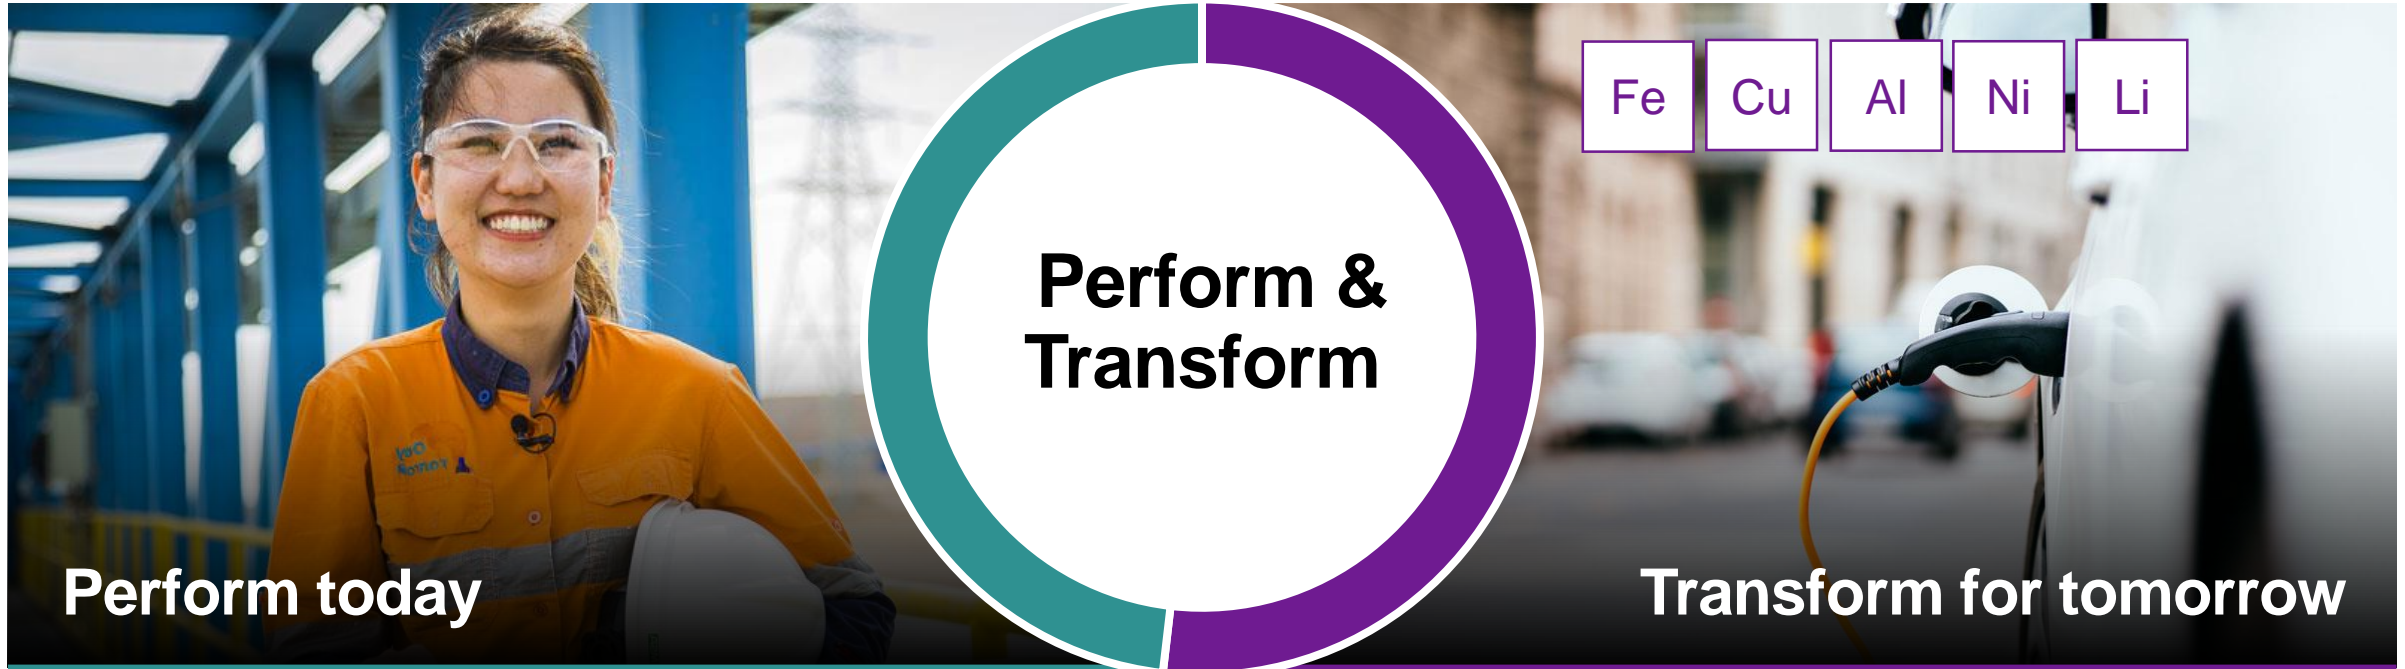 Fe
Cu
Al
Ni
Li
Perform &
Transform
Perform today
Transform for tomorrow